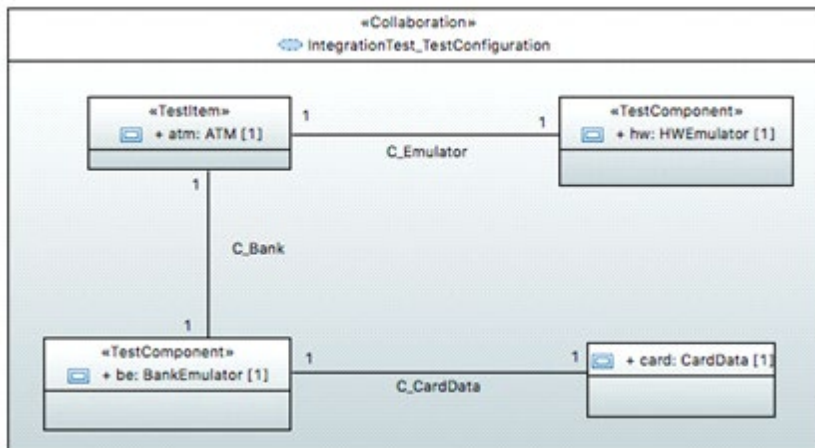 «Collaboration»
IntegrationTest_TestConfiguration
«TestItem»
+ atm: ATM [1]
1
1
C_Emulator
«TestComponent»
+ hw: HWEmulator [1]
1
C_Bank
1
«TestComponent»
+ be: BankEmulator [1]
1
1
C_CardData
+ card: CardData [1]